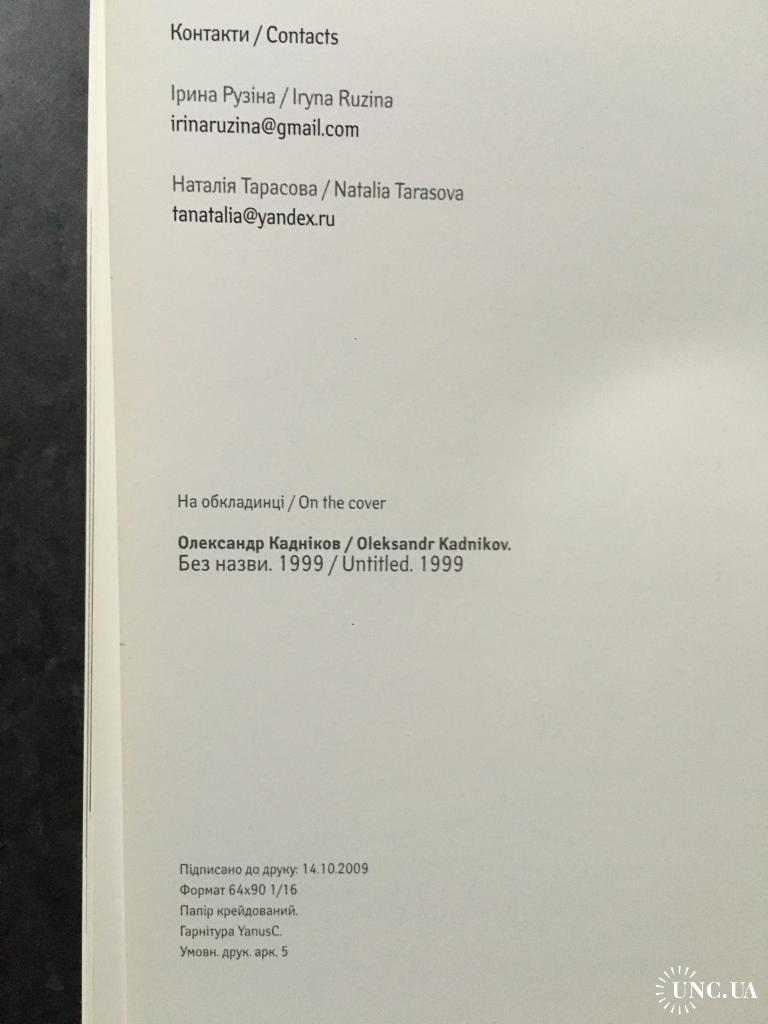 Контакти / Contacts
Ірина Рузіна / Iryna Ruzina
irinaruzina@gmail.com
Наталія Тарасова / Natalia Tarasova
tanatalia@yandex.ru
На обкладинці / On the cover
Олександр Кадніков / Oleksandr Kadnikov.
Без назви. 1999 / Untitled. 1999
Підписано до друку: 14.10.2009
Формат 64х90 1/16
Папір крейдований.
Гарнітура YanusC.
Умовн. друк. арк. 5
UNC.UA